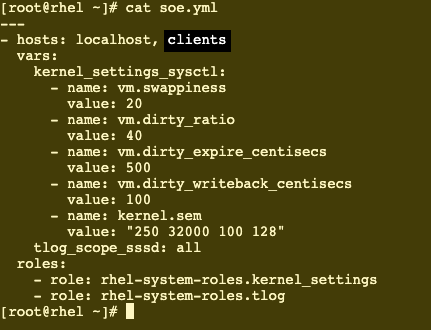 [root@rhel ~]# cat soe.yml
---
- hosts: localhost, clients
  vars:
    kernel_settings_sysctl:
      - name: vm.swappiness
        value: 20
      - name: vm.dirty_ratio
        value: 40
      - name: vm.dirty_expire_centisecs
        value: 500
      - name: vm.dirty_writeback_centisecs
        value: 100
      - name: kernel.sem
        value: "250 32000 100 128"
    tlog_scope_sssd: all
  roles:
    - role: rhel-system-roles.kernel_settings
    - role: rhel-system-roles.tlog
[root@rhel ~]#